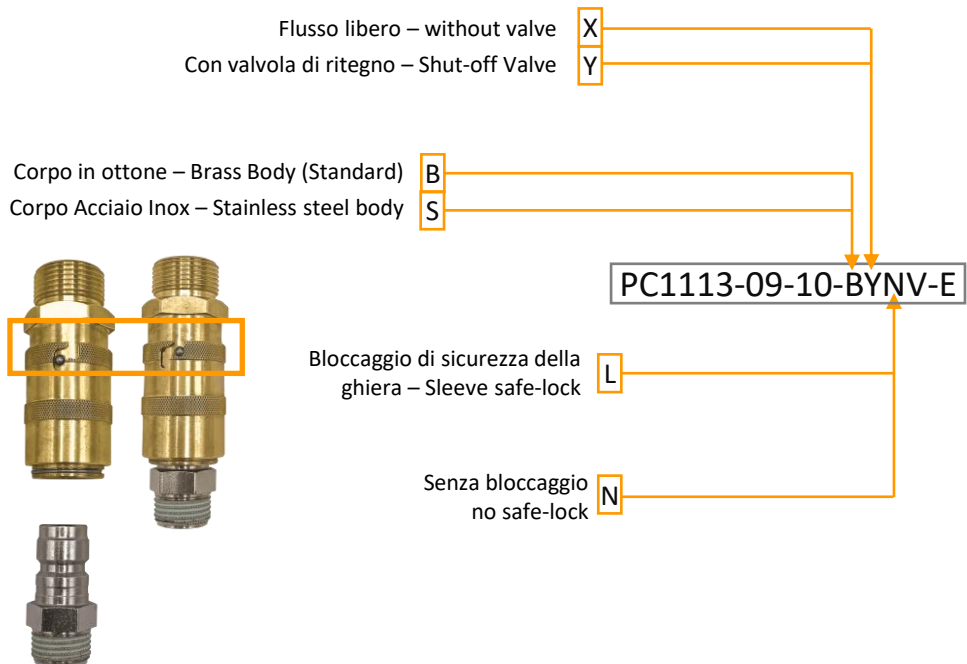 Flusso libero – without valve X
Con valvola di ritegno – Shut-off Valve Y
Corpo in ottone – Brass Body (Standard) B
Corpo Acciaio Inox – Stainless steel body S
PC1113-09-10-BYNV-E
Bloccaggio di sicurezza della
ghiera – Sleeve safe-lock L
Senza bloccaggio
no safe-lock N